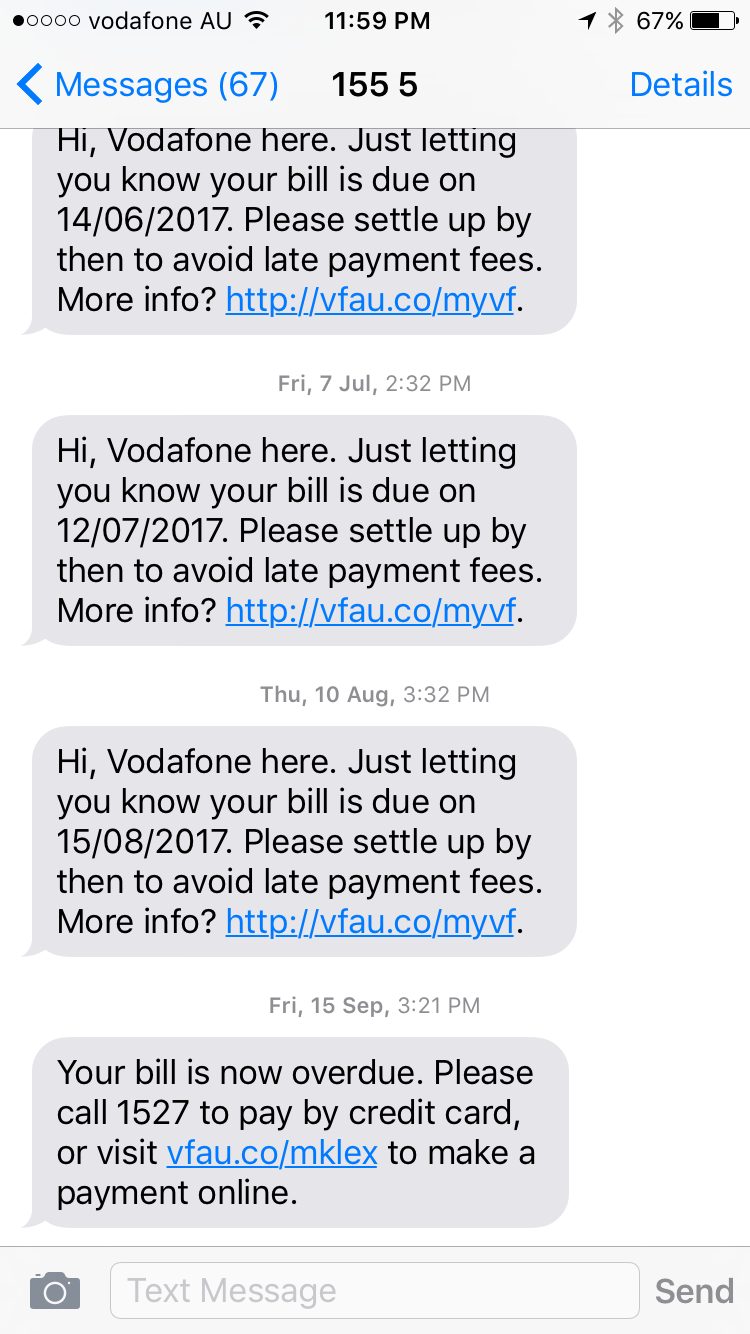 vodafone AU 11:59 PM 67%
Messages (67) 155 5 Details
Hi, Vodafone here. Just letting
you know your bill is due on
14/06/2017. Please settle up by
then to avoid late payment fees.
More info? http://vfau.co/myvf.
Fri, 7 Jul, 2:32 PM
Hi, Vodafone here. Just letting
you know your bill is due on
12/07/2017. Please settle up by
then to avoid late payment fees.
More info? http://vfau.co/myvf.
Thu, 10 Aug, 3:32 PM
Hi, Vodafone here. Just letting
you know your bill is due on
15/08/2017. Please settle up by
then to avoid late payment fees.
More info? http://vfau.co/myvf.
Fri, 15 Sep, 3:21 PM
Your bill is now overdue. Please
call 1527 to pay by credit card,
or visit vfau.co/mklex to make a
payment online.
Text Message Send